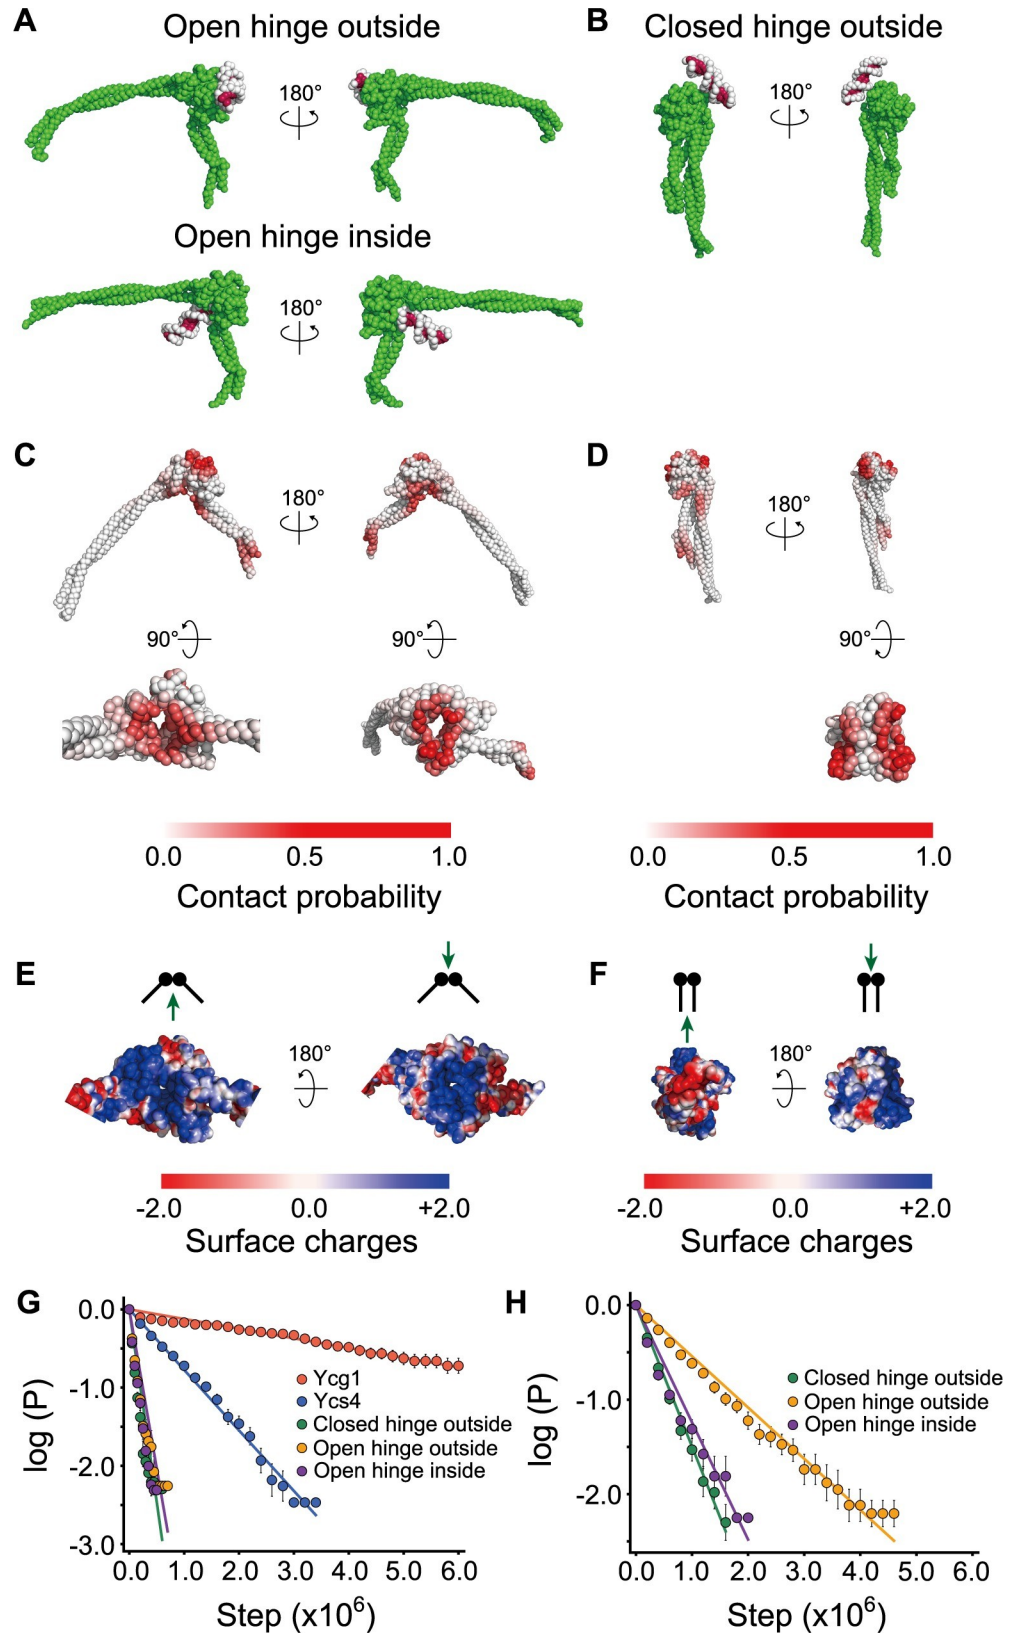 A
Open hinge outside
180°
B
Closed hinge outside
180°
Open hinge inside
180°
C
180°
90°
90°
D
180°
90°
0.0 0.5 1.0
Contact probability
0.0 0.5 1.0
Contact probability
E
180°
F
180°
-2.0 0.0 +2.0
Surface charges
-2.0 0.0 +2.0
Surface charges
G
0.0
-1.0
-2.0
-3.0
log (P)
Ycg1
Ycs4
Closed hinge outside
Open hinge outside
Open hinge inside
0.0 1.0 2.0 3.0 4.0 5.0 6.0
Step (x10⁶)
H
0.0
-1.0
-2.0
log (P)
Closed hinge outside
Open hinge outside
Open hinge inside
0.0 1.0 2.0 3.0 4.0 5.0 6.0
Step (x10⁶)